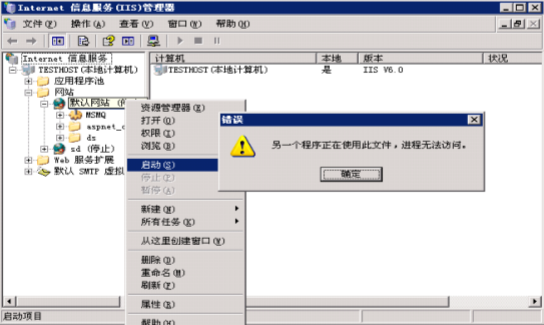 Internet 信息服务(IIS)管理器
文件(F) 操作(A) 查看(V) 窗口(W) 帮助(H)
Internet 信息服务
TESTHOST(本地计算机)
应用程序池
网站
默认网站 (停
MSMQ
aspnet_c
ds
sd (停止)
Web 服务扩展
默认 SMTP 虚拟
计算机 本地 版本 状况
TESTHOST(本地计算机) 是 IIS V6.0
资源管理器(E)
打开(O)
权限(I)
浏览(B)
启动(S)
停止(I)
暂停(A)
新建(N)
所有任务(K)
从这里创建窗口(W)
删除(D)
重命名(M)
刷新(F)
属性(R)
帮助(H)
错误
另一个程序正在使用此文件，进程无法访问。
确定
启动项目